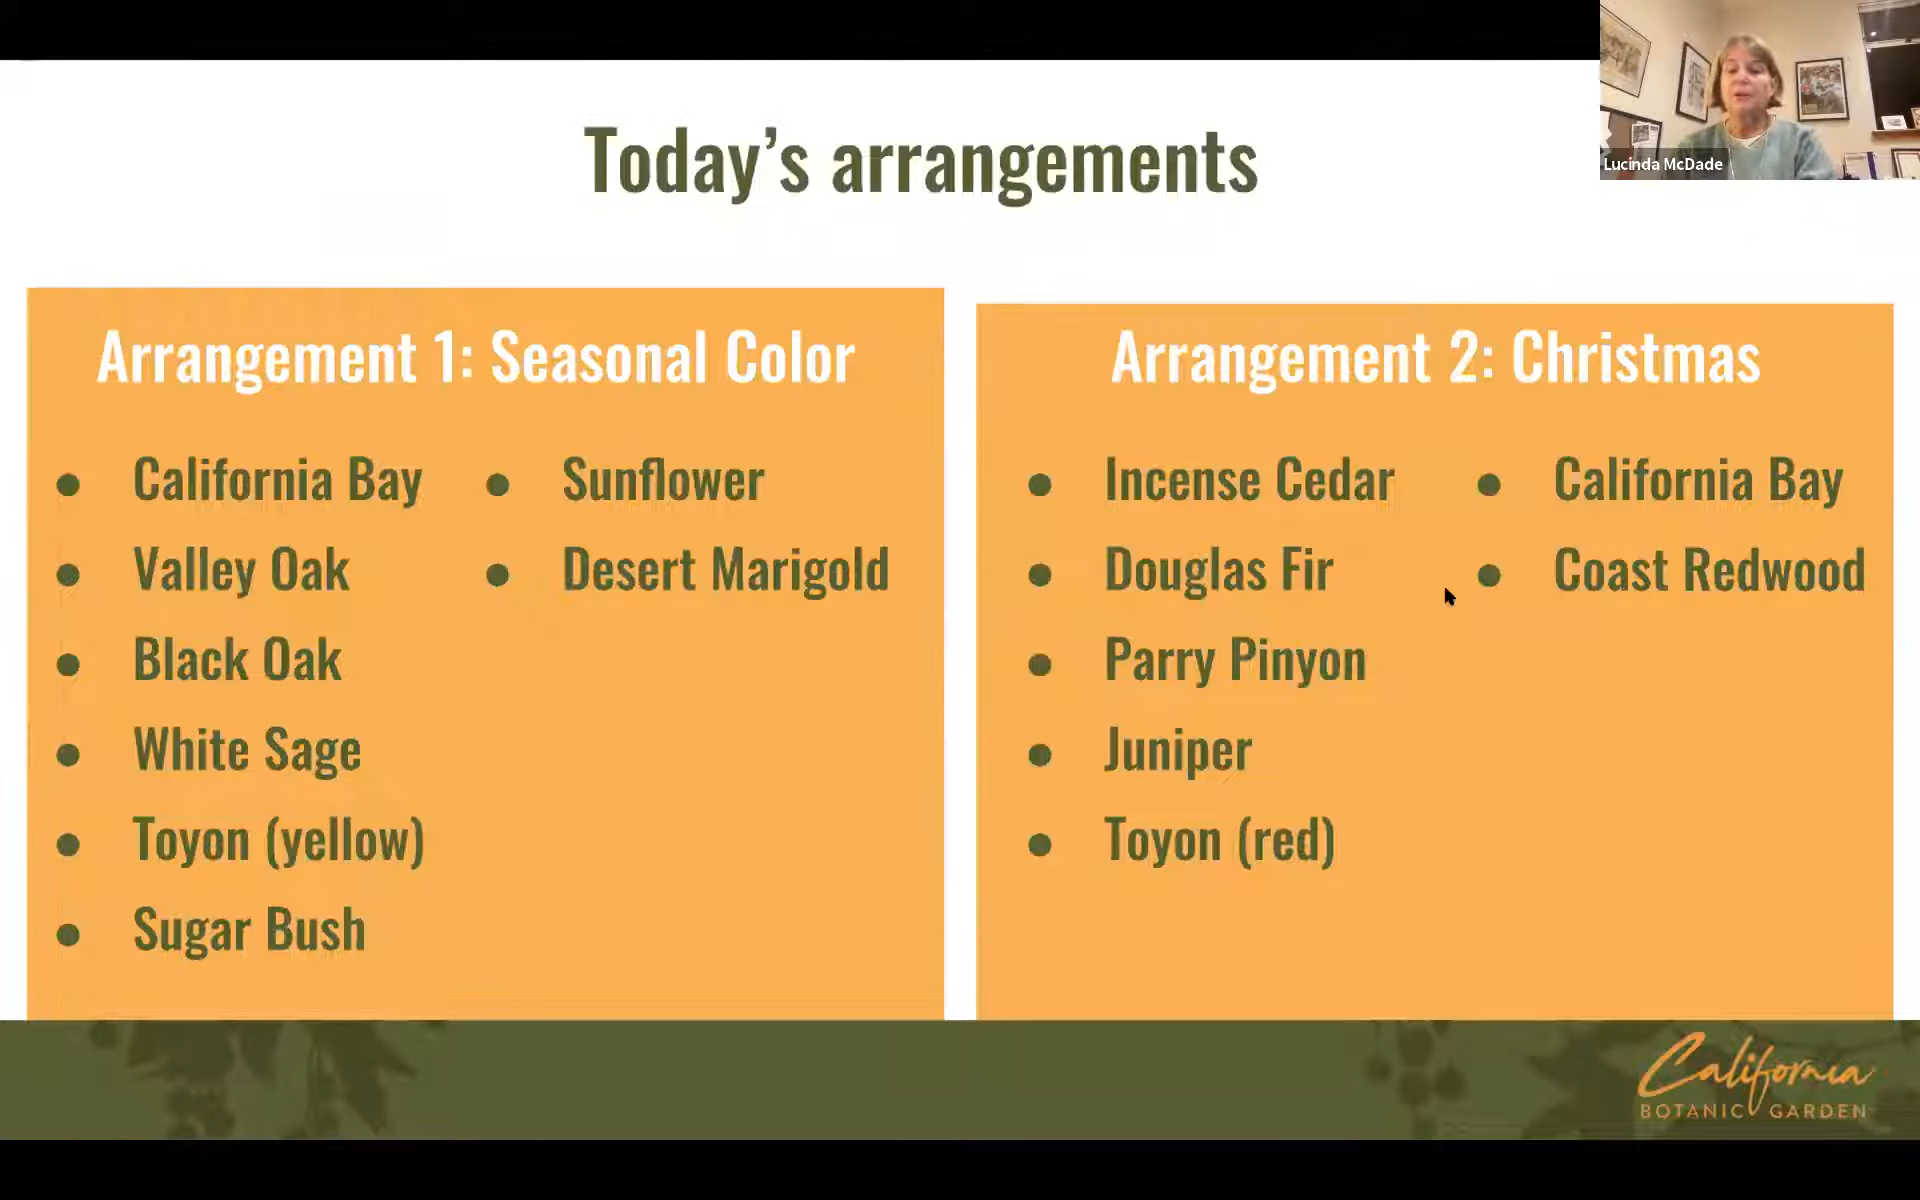 Today's arrangements
Lucinda McDade
Arrangement 1: Seasonal Color
California Bay
Valley Oak
Black Oak
White Sage
Toyon (yellow)
Sugar Bush
Sunflower
Desert Marigold
Arrangement 2: Christmas
Incense Cedar
Douglas Fir
Parry Pinyon
Juniper
Toyon (red)
California Bay
Coast Redwood
California
BOTANIC GARDEN